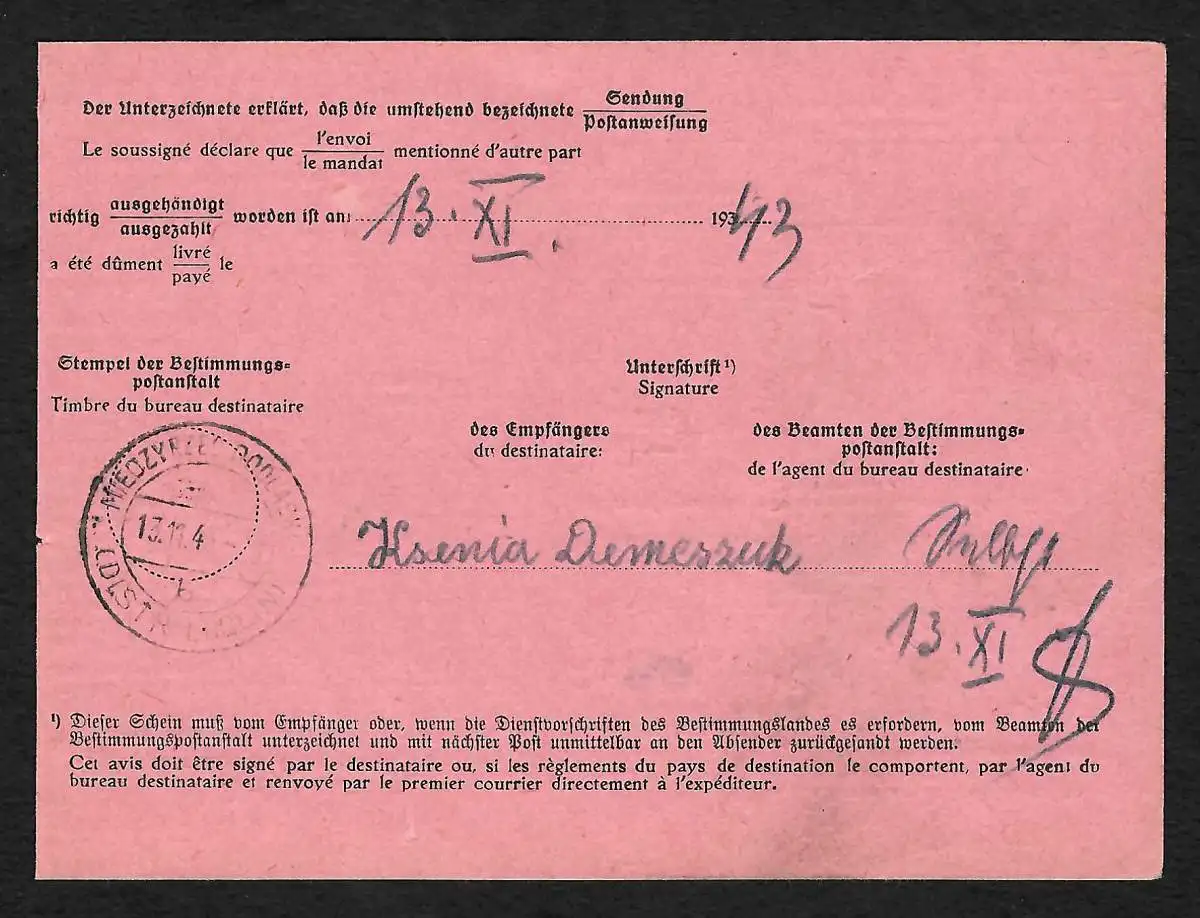 Der Unterzeichnete erklärt, daß die umstehend bezeichnete Sendung
Postanweisung
Le soussigné déclare que l'envoi
le mandat mentionné d'autre part
richtig ausgehändigt
ausgezahlt worden ist am 13. XI. 193 43
a été dûment livré
payé le
Stempel der Bestimmungs-
postanstalt
Timbre du bureau destinataire
Unterschrift ¹)
Signature
des Empfängers
du destinataire:
des Beamten der Bestimmungs-
postanstalt:
de l'agent du bureau destinataire
MIEDZYRZEC
13.11.4
b
(DISTR
Ksenia Demeszuk
13. XI
¹) Dieser Schein muß vom Empfänger oder, wenn die Dienstvorschriften des Bestimmungslandes es erfordern, vom Beamten der
Bestimmungspostanstalt unterzeichnet und mit nächster Post unmittelbar an den Absender zurückgesandt werden.
Cet avis doit être signé par le destinataire ou, si les règlements du pays de destination le comportent, par l'agent du
bureau destinataire et renvoyé par le premier courrier directement à l'expéditeur.